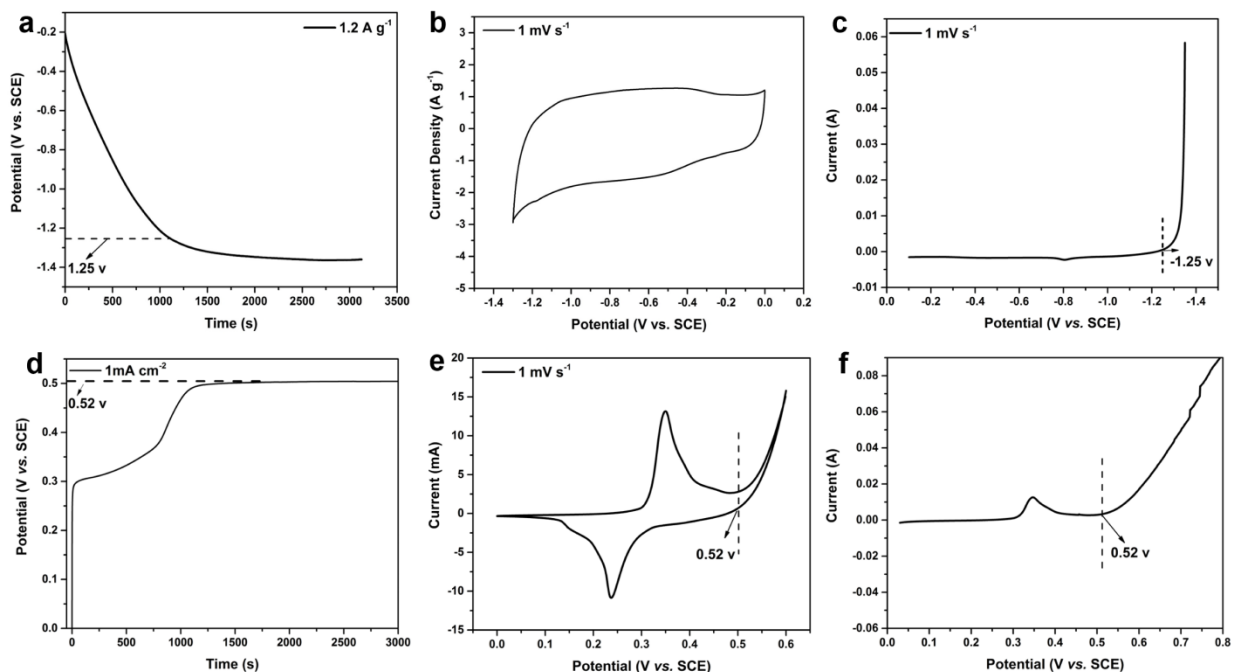 a
1.2 A g⁻¹
Potential (V vs. SCE)
-0.2
-0.4
-0.6
-0.8
-1.0
-1.2
-1.4
1.25 v
0 500 1000 1500 2000 2500 3000 3500
Time (s)
b
1 mV s⁻¹
Current Density (A g⁻¹)
3
2
1
0
-1
-2
-3
-4
-5
-1.4 -1.2 -1.0 -0.8 -0.6 -0.4 -0.2 0.0 0.2
Potential (V vs. SCE)
c
1 mV s⁻¹
Current (A)
0.06
0.05
0.04
0.03
0.02
0.01
0.00
-0.01
-1.25 v
0.0 -0.2 -0.4 -0.6 -0.8 -1.0 -1.2 -1.4
Potential (V vs. SCE)
d
1mA cm⁻²
Potential (V vs. SCE)
0.5
0.4
0.3
0.2
0.1
0.0
0.52 v
0 500 1000 1500 2000 2500 3000
Time (s)
e
1 mV s⁻¹
Current (mA)
20
15
10
5
0
-5
-10
-15
0.52 v
0.0 0.1 0.2 0.3 0.4 0.5 0.6
Potential (V vs. SCE)
f
Current (A)
0.08
0.06
0.04
0.02
0.00
-0.02
-0.04
-0.06
0.52 v
0.0 0.1 0.2 0.3 0.4 0.5 0.6 0.7 0.8
Potential (V vs. SCE)